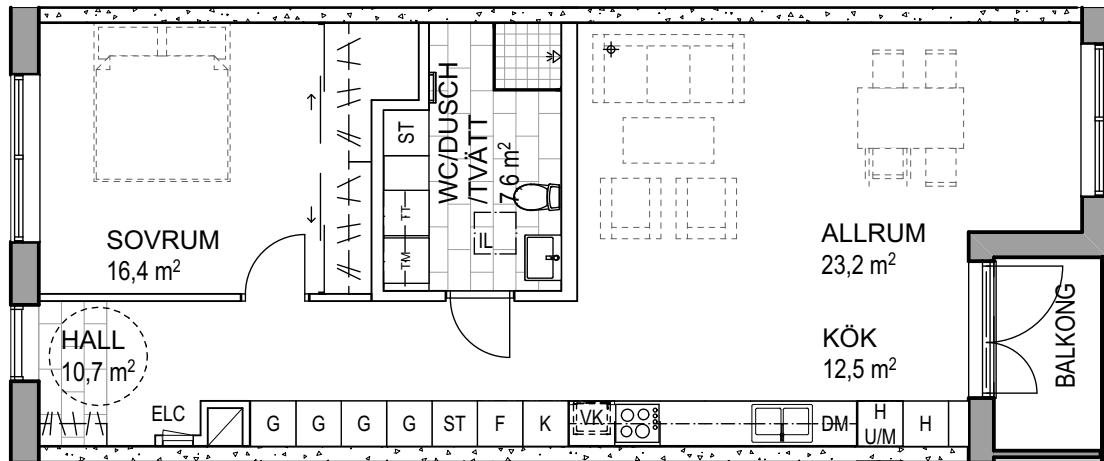 SOVRUM
16,4 m²
ST
TT
TM
WC/DUSCH
/TVÄTT
7,6 m²
IL
ALLRUM
23,2 m²
HALL
10,7 m²
KÖK
12,5 m²
BALKONG
ELC
G
G
G
G
ST
F
K
VK
DM
H
U/M
H